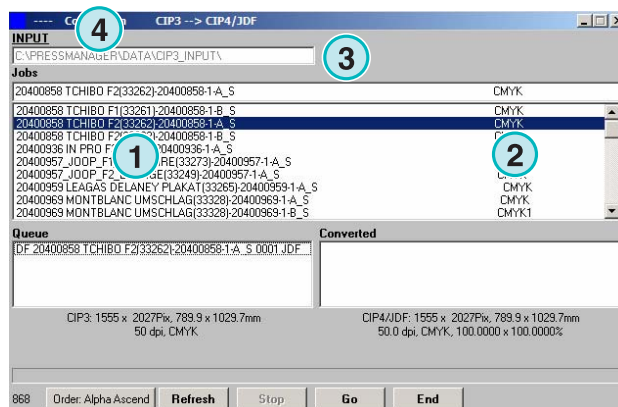 ---- Co n CIP3 --> CIP4/JDF
4
INPUT
C:\PRESSMANAGER\DATA\CIP3_INPUT\
3
Jobs
20400858 TCHIBO F2(33262)-20400858-1-A_S CMYK
20400858 TCHIBO F1(33261)-20400858-1-B_S CMYK
20400858 TCHIBO F2(33262)-20400858-1-A_S CMYK
20400858 TCHIBO
20400936 IN PRO F 20400936-1-A_S
1
2
20400957_JOOP_F1 RE(33273)-20400957-1-A_S
20400957_JOOP_F2 GE(33249)-20400957-1-A_S
20400959 LEAGAS DELANEY PLAKAT(33265)-20400959-1-A_S CMYK
20400969 MONTBLANC UMSCHLAG(33328)-20400969-1-A_S CMYK
20400969 MONTBLANC UMSCHLAG(33328)-20400969-1-B_S CMYK1
Queue Converted
20400858 TCHIBO F2(33262)-20400858-1-A_S 0001 JDF
CIP3: 1555 x 2027Pix, 789.9 x 1029.7mm CIP4/JDF: 1555 x 2027Pix, 789.9 x 1029.7mm
50 dpi, CMYK 50.0 dpi, CMYK, 100.0000 x 100.0000%
868 Order: Alpha Ascend Refresh Stop Go End